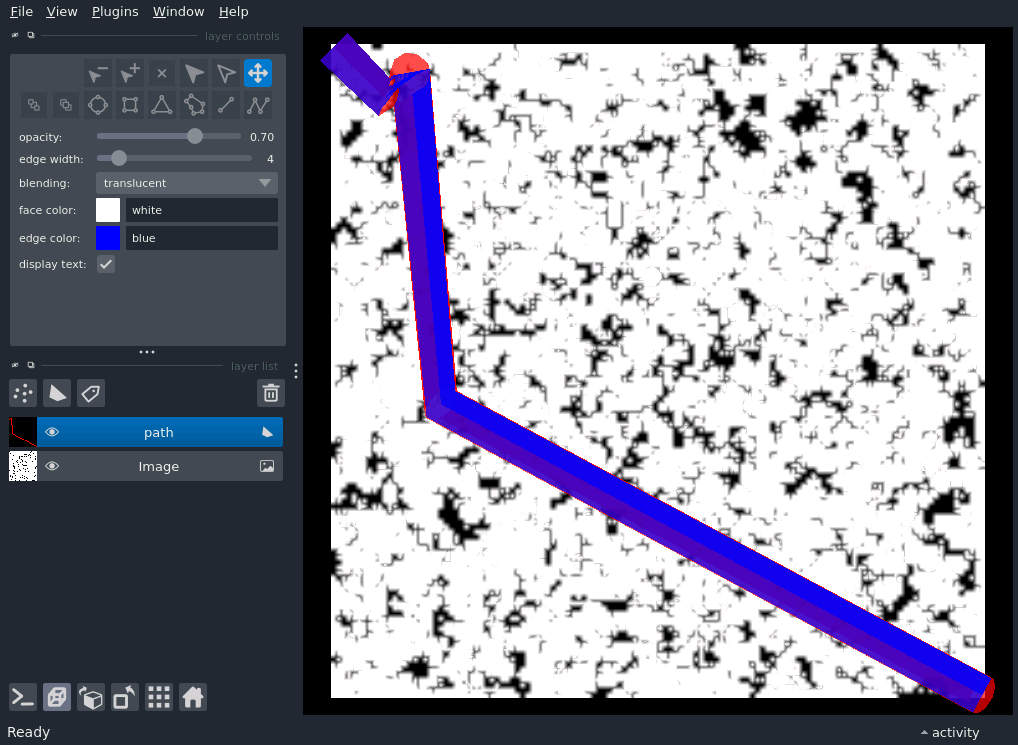 File View Plugins Window Help
layer controls
opacity: 0.70
edge width: 4
blending: translucent
face color: white
edge color: blue
display text:
layer list
path
Image
Ready activity